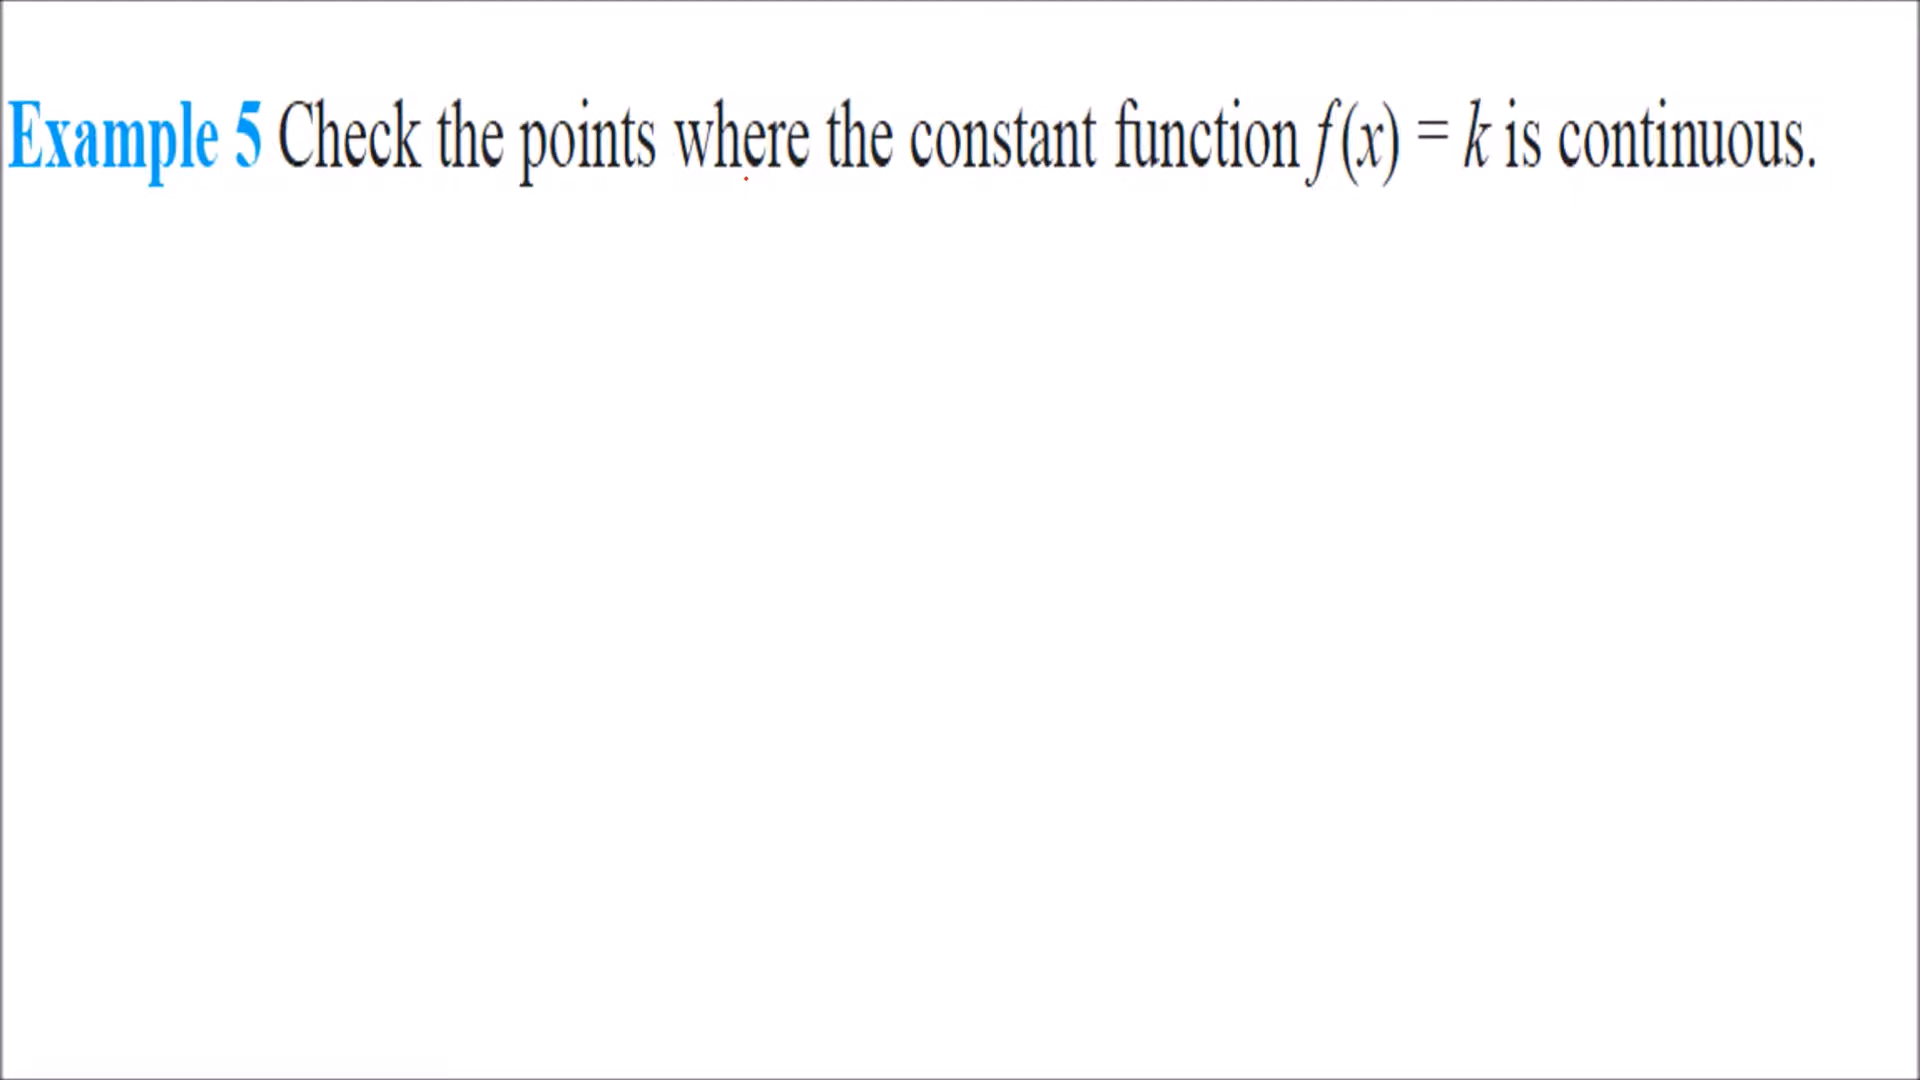 Example 5 Check the points where the constant function f (x) = k is continuous.